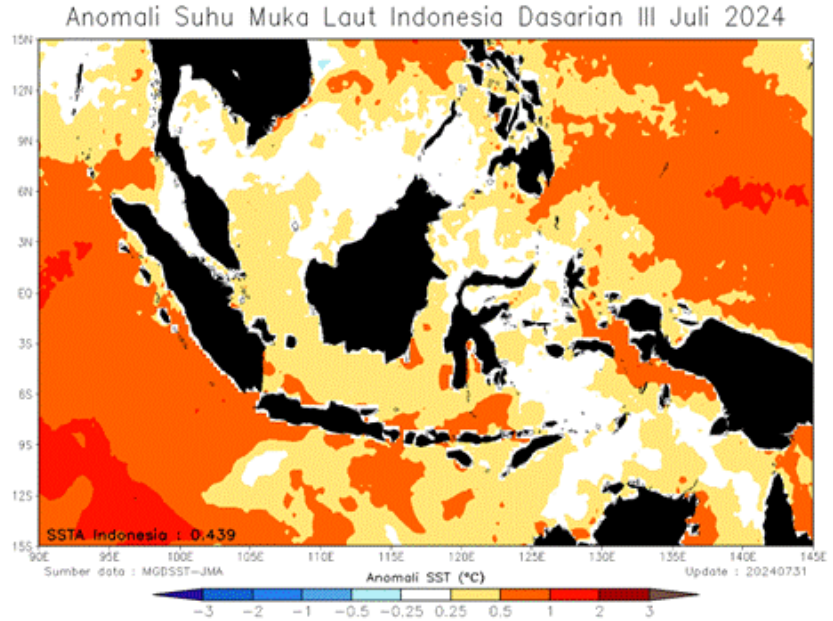 Anomali Suhu Muka Laut Indonesia Dasarian III Juli 2024
15N
12N
9N
6N
3N
EQ
3S
6S
9S
12S
15S
SSTA Indonesia : 0.439
90E 95E 100E 105E 110E 115E 120E 125E 130E 135E 140E 145E
Sumber data : MGDSST-JMA
Update : 20240731
Anomali SST (°C)
-3 -2 -1 -0.5 -0.25 0.25 0.5 1 2 3